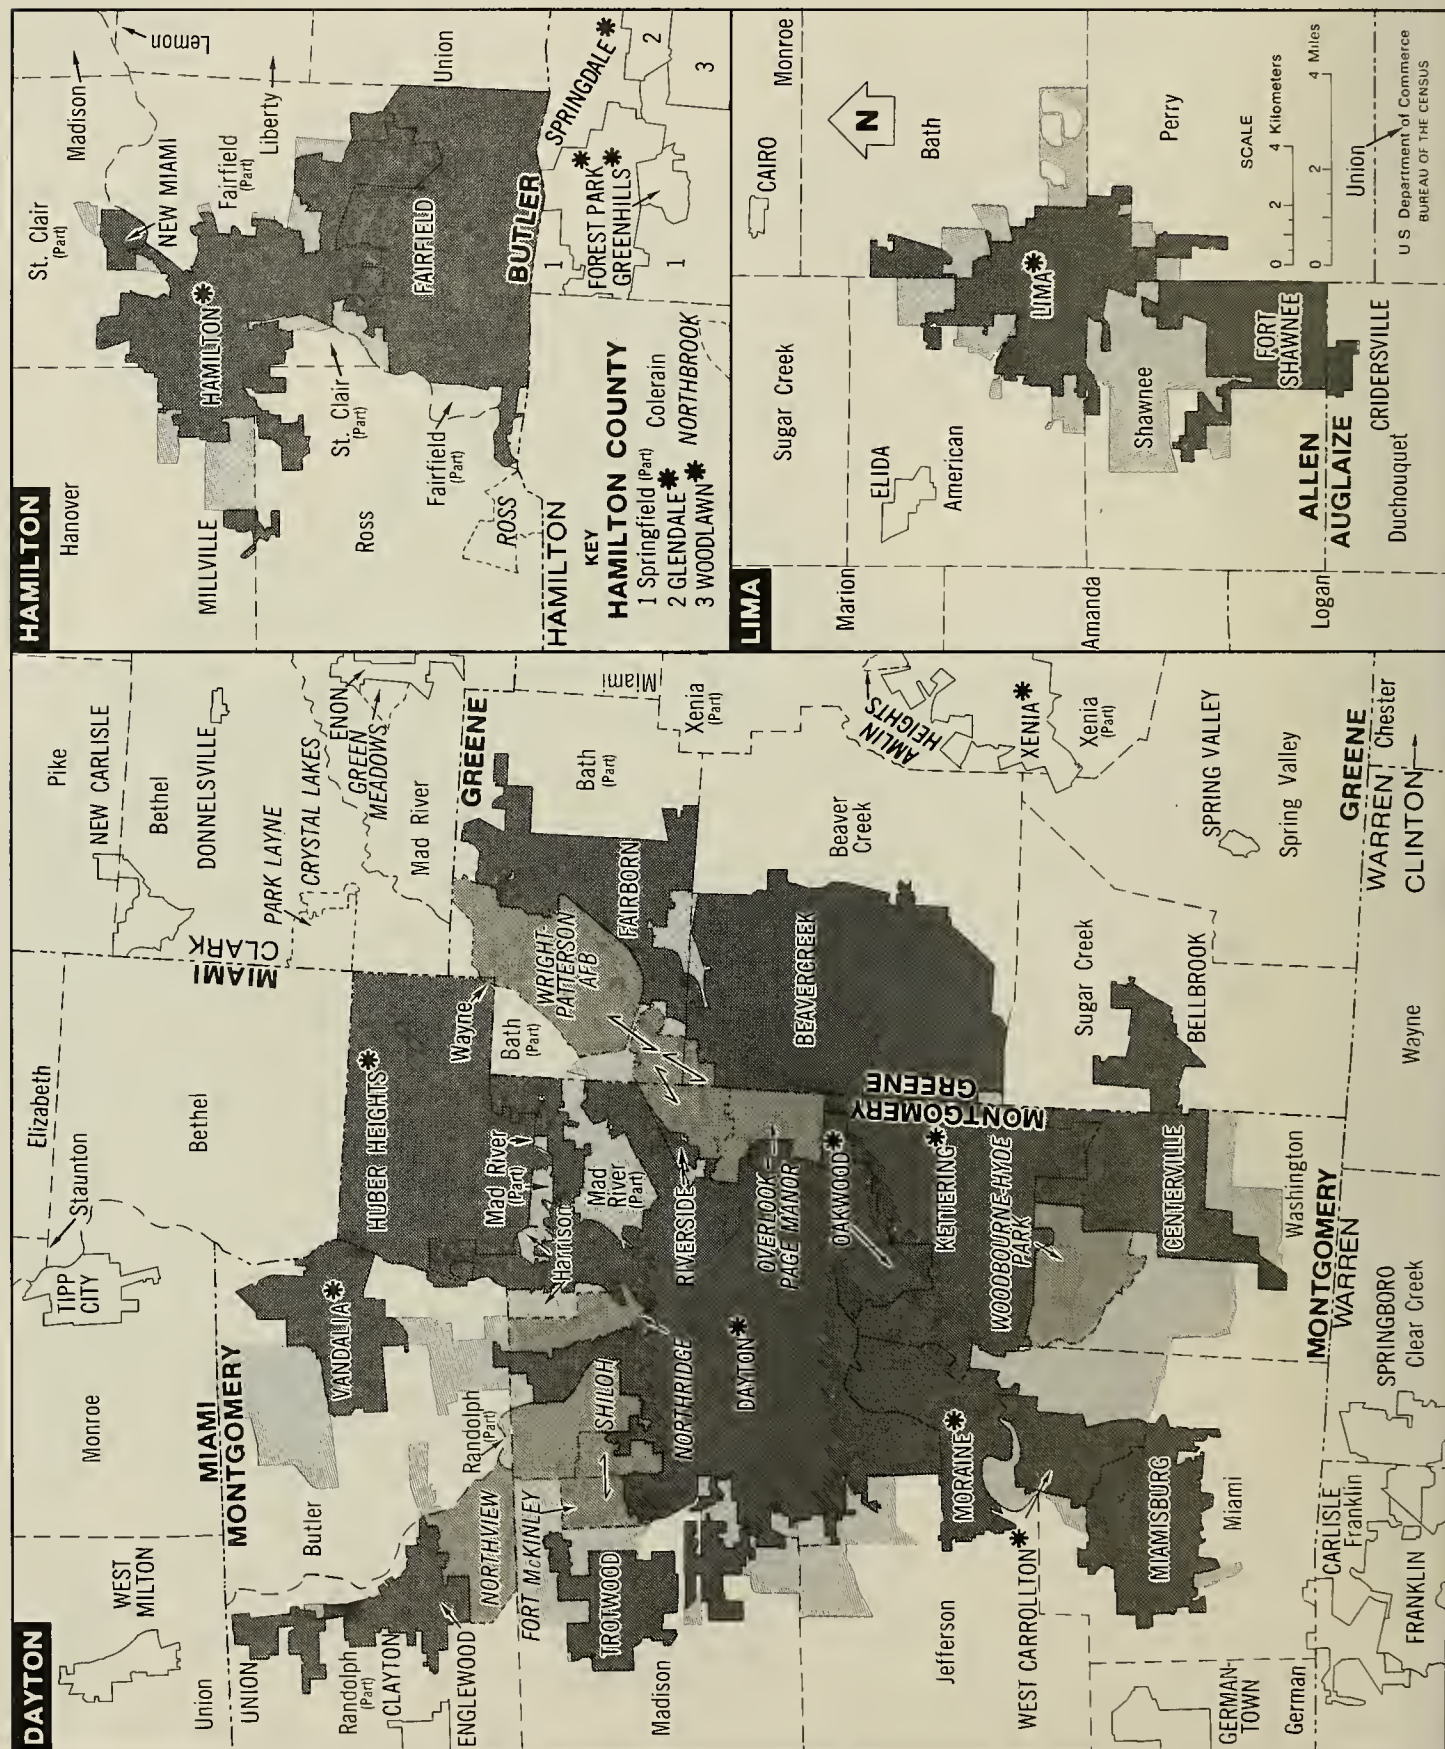 DAYTON
WEST
MILTON
Monroe
TIPP
CITY
Staunton
Elizabeth
Bethel
Pike
NEW CARLISLE
Bethel
DONNELSVILLE
PARK LAYNE
CRYSTAL LAKES
ENON
GREEN
MEADOWS
Mad River
Union
MIAMI
MONTGOMERY
MIAMI
CLARK
UNION
Butler
VANDALIA
HUBER HEIGHTS
Wayne
GREENE
Randolph
(Part)
CLAYTON
ENGLEWOOD
NORTHVIEW
Randolph
(Part)
Mad River
(Part)
Harrison
Bath
(Part)
WRIGHT-
PATTERSON
AFB
FAIRBORN
Bath
(Part)
Miami
FORT McKINLEY
SHILOH
Mad
River
(Part)
TROTWOOD
Madison
NORTHRIDGE
RIVERSIDE
Xenia
(Part)
DAYTON
OVERLOOK-
PAGE MANOR
BEAVERCREEK
Beaver
Creek
OAKWOOD
MONTGOMERY
GREENE
AMLIN
HEIGHTS
Jefferson
MORAINE
KETTERING
WOODBOURNE-HYDE
PARK
XENIA
Xenia
(Part)
WEST CARROLLTON
Sugar Creek
BELLBROOK
MIAMISBURG
CENTERVILLE
SPRING VALLEY
Spring Valley
Miami
GERMAN-
TOWN
German
Washington
MONTGOMERY
WARREN
GREENE
WARREN
CLINTON
Chester
CARLISLE
Franklin
FRANKLIN
SPRINGBORO
Clear Creek
Wayne
HAMILTON
Hanover
St. Clair
(Part)
Madison
Lemon
MILLVILLE
NEW MIAMI
HAMILTON
Fairfield
(Part)
Liberty
Ross
St. Clair
(Part)
Fairfield
(Part)
FAIRFIELD
Union
ROSS
HAMILTON
BUTLER
KEY
HAMILTON COUNTY
1 Springfield (Part)
2 GLENDALE
3 WOODLAWN
Colerain
NORTHBROOK
1
FOREST PARK
GREENHILLS
1
SPRINGDALE
2
3
LIMA
Marion
Sugar Creek
CAIRO
Monroe
ELIDA
American
Bath
N
LIMA
Amanda
Shawnee
Perry
FORT
SHAWNEE
SCALE
0 2 4 Kilometers
0 2 4 Miles
Logan
ALLEN
AUGLAIZE
Duchouquet
CRIDERSVILLE
Union
U S Department of Commerce
BUREAU OF THE CENSUS